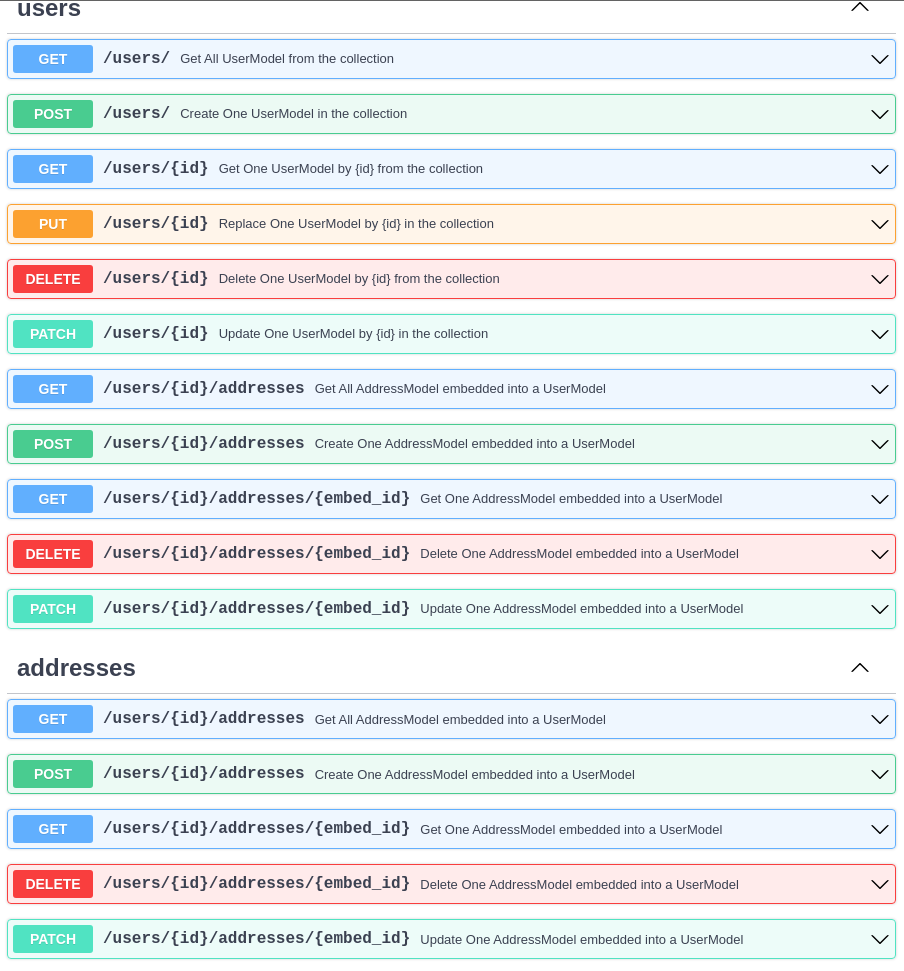 users
GET /users/ Get All UserModel from the collection
POST /users/ Create One UserModel in the collection
GET /users/{id} Get One UserModel by {id} from the collection
PUT /users/{id} Replace One UserModel by {id} in the collection
DELETE /users/{id} Delete One UserModel by {id} from the collection
PATCH /users/{id} Update One UserModel by {id} in the collection
GET /users/{id}/addresses Get All AddressModel embedded into a UserModel
POST /users/{id}/addresses Create One AddressModel embedded into a UserModel
GET /users/{id}/addresses/{embed_id} Get One AddressModel embedded into a UserModel
DELETE /users/{id}/addresses/{embed_id} Delete One AddressModel embedded into a UserModel
PATCH /users/{id}/addresses/{embed_id} Update One AddressModel embedded into a UserModel
addresses
GET /users/{id}/addresses Get All AddressModel embedded into a UserModel
POST /users/{id}/addresses Create One AddressModel embedded into a UserModel
GET /users/{id}/addresses/{embed_id} Get One AddressModel embedded into a UserModel
DELETE /users/{id}/addresses/{embed_id} Delete One AddressModel embedded into a UserModel
PATCH /users/{id}/addresses/{embed_id} Update One AddressModel embedded into a UserModel